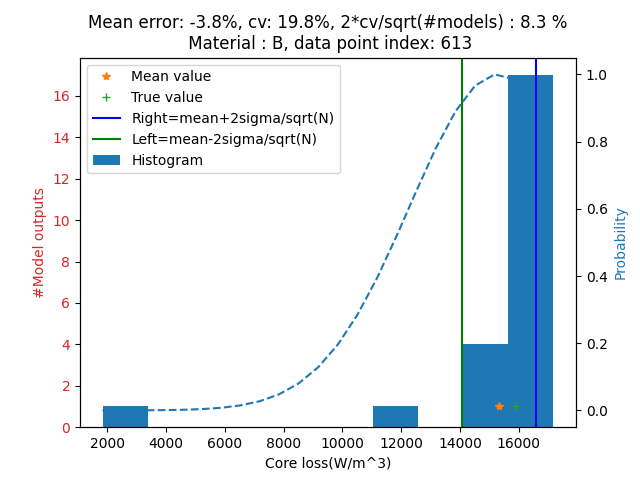 Mean error: -3.8%, cv: 19.8%, 2*cv/sqrt(#models) : 8.3 %
Material : B, data point index: 613
Mean value
True value
Right=mean+2sigma/sqrt(N)
Left=mean-2sigma/sqrt(N)
Histogram
#Model outputs
16
14
12
10
8
6
4
2
0
1.0
0.8
0.6
0.4
0.2
0.0
Probability
2000 4000 6000 8000 10000 12000 14000 16000
Core loss(W/m^3)